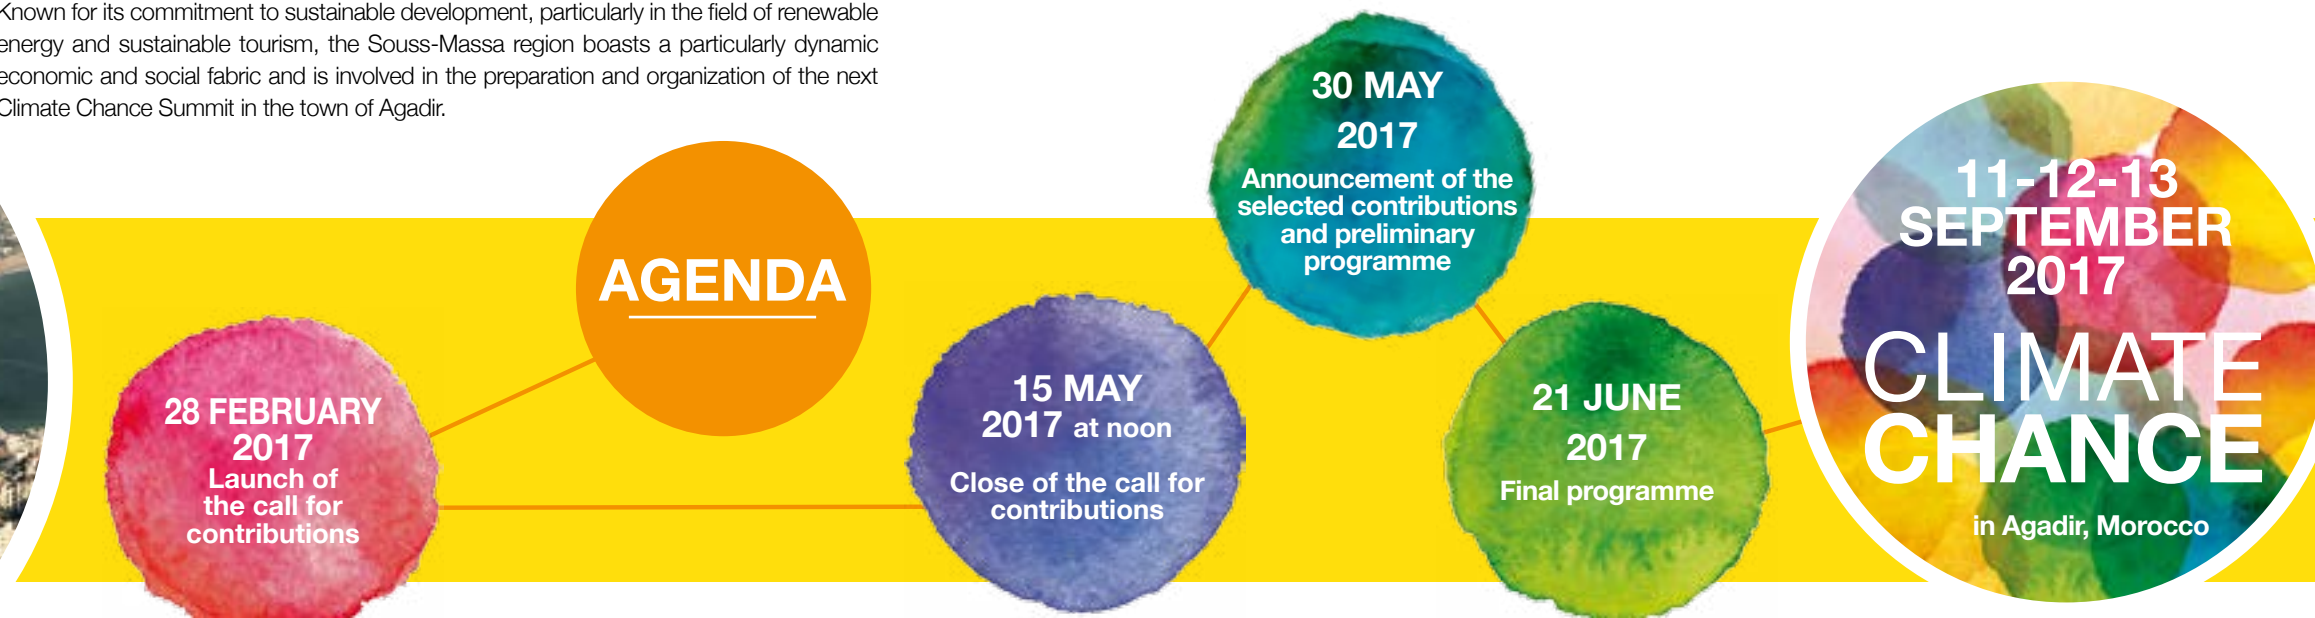 Known for its commitment to sustainable development, particularly in the field of renewable
energy and sustainable tourism, the Souss-Massa region boasts a particularly dynamic
economic and social fabric and is involved in the preparation and organization of the next
Climate Chance Summit in the town of Agadir.
AGENDA
28 FEBRUARY
2017
Launch of
the call for
contributions
15 MAY
2017 at noon
Close of the call for
contributions
30 MAY
2017
Announcement of the
selected contributions
and preliminary
programme
21 JUNE
2017
Final programme
11-12-13
SEPTEMBER
2017
CLIMATE
CHANCE
in Agadir, Morocco